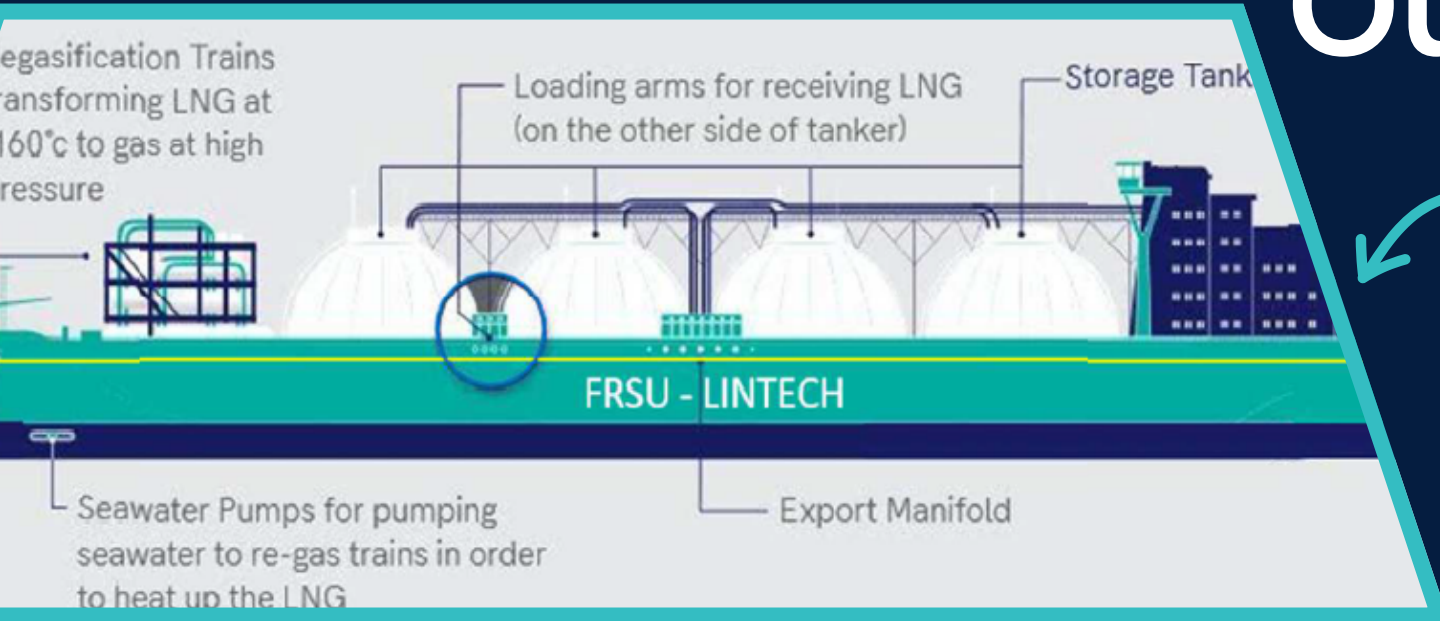 egasification Trains
ransforming LNG at
160°c to gas at high
ressure
Loading arms for receiving LNG
(on the other side of tanker)
Storage Tank
FRSU - LINTECH
Seawater Pumps for pumping
seawater to re-gas trains in order
to heat up the LNG
Export Manifold